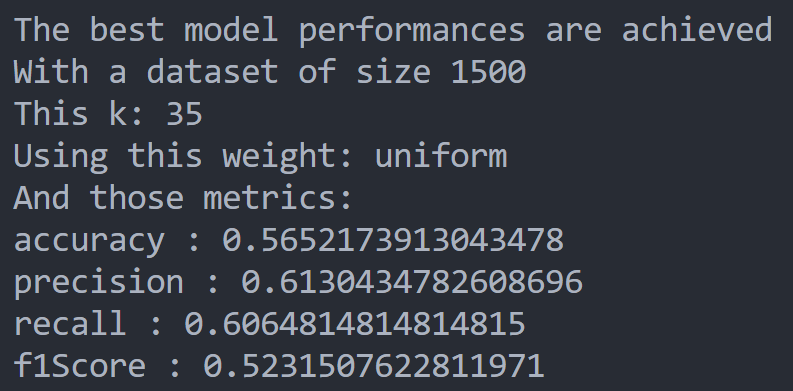 The best model performances are achieved
With a dataset of size 1500
This k: 35
Using this weight: uniform
And those metrics:
accuracy : 0.5652173913043478
precision : 0.6130434782608696
recall : 0.6064814814814815
f1Score : 0.5231507622811971